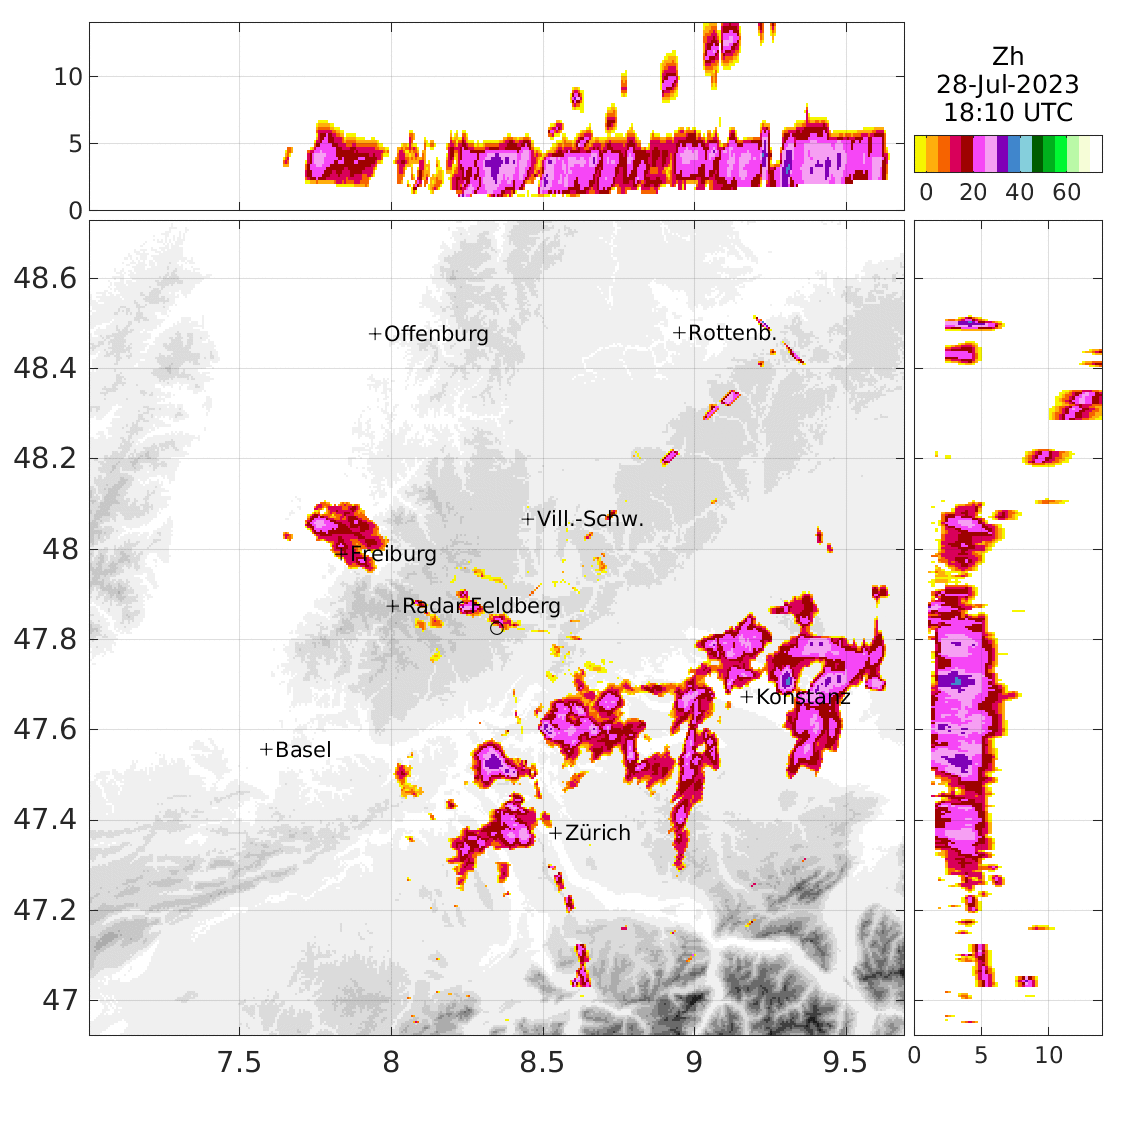 Zh
28-Jul-2023
18:10 UTC
0 20 40 60
10
5
0
48.6
48.4
48.2
48
47.8
47.6
47.4
47.2
47
+Offenburg
+Rottenb.
+Vill.-Schw.
+Freiburg
+Radar Feldberg
+Konstanz
+Basel
+Zürich
7.5 8 8.5 9 9.5
0 5 10